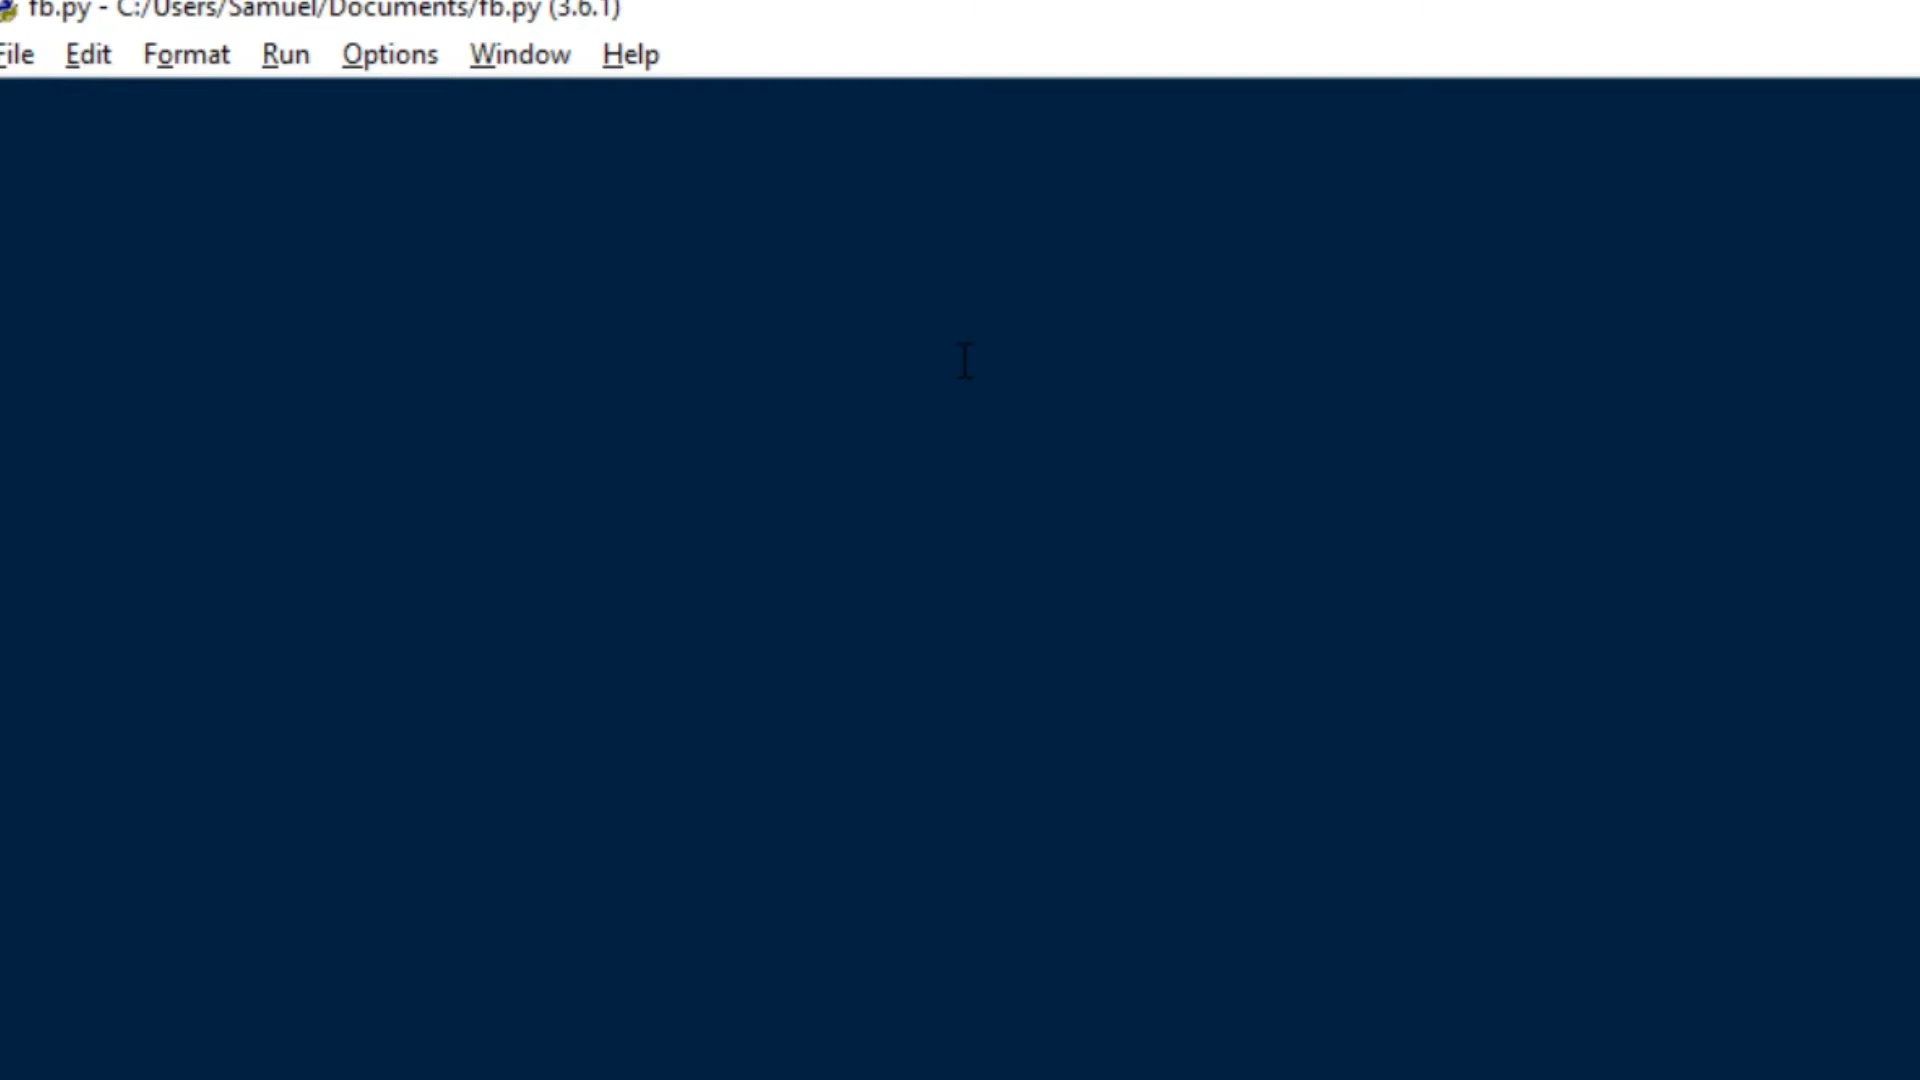 fb.py - C:/Users/Samuel/Documents/fb.py (3.6.1)
File Edit Format Run Options Window Help